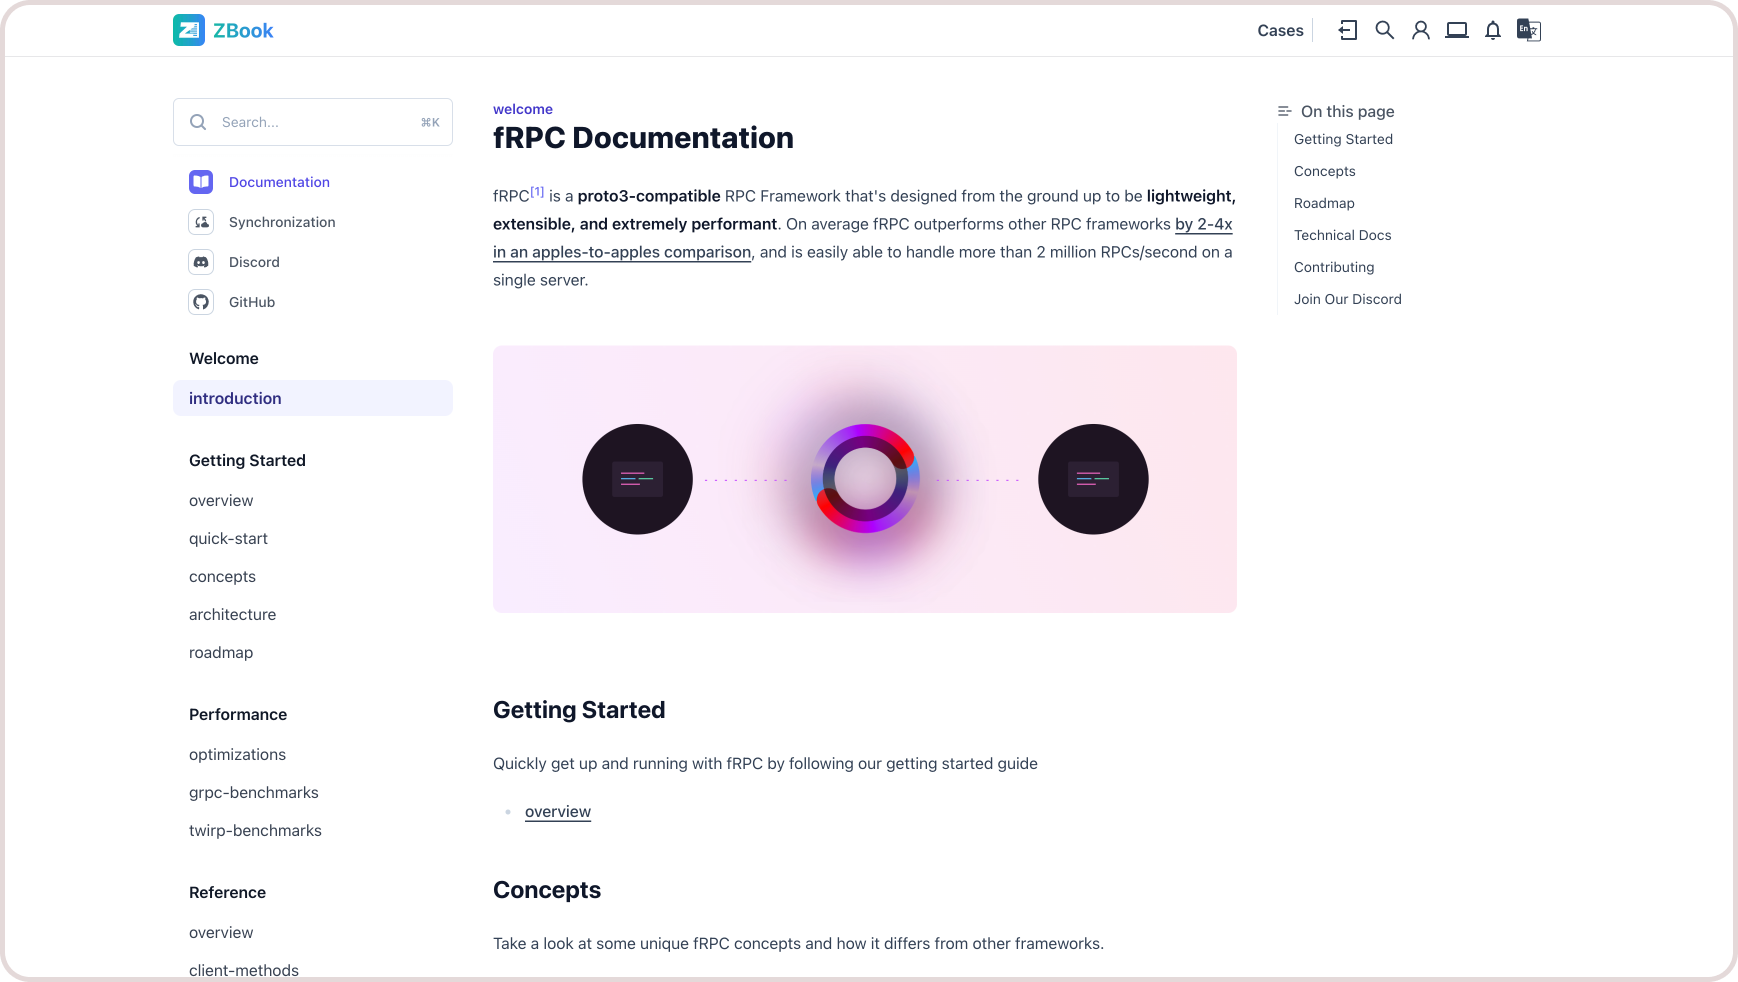 ZBook
Cases
En
Search...
⌘K
Documentation
Synchronization
Discord
GitHub
Welcome
introduction
Getting Started
overview
quick-start
concepts
architecture
roadmap
Performance
optimizations
grpc-benchmarks
twirp-benchmarks
Reference
overview
client-methods
welcome
fRPC Documentation
fRPC[1] is a proto3-compatible RPC Framework that's designed from the ground up to be lightweight,
extensible, and extremely performant. On average fRPC outperforms other RPC frameworks by 2-4x
in an apples-to-apples comparison, and is easily able to handle more than 2 million RPCs/second on a
single server.
Getting Started
Quickly get up and running with fRPC by following our getting started guide
overview
Concepts
Take a look at some unique fRPC concepts and how it differs from other frameworks.
On this page
Getting Started
Concepts
Roadmap
Technical Docs
Contributing
Join Our Discord